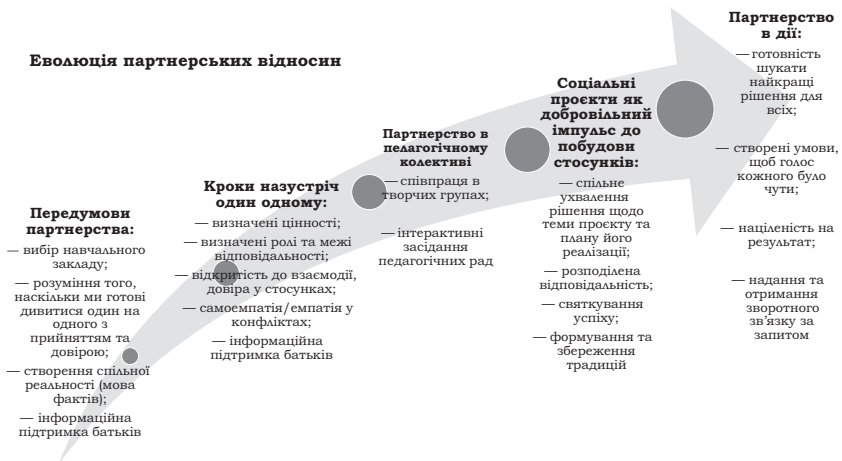 Еволюція партнерських відносин
Передумови
партнерства:
— вибір навчального
закладу;
— розуміння того,
наскільки ми готові
дивитися один на
одного з
прийняттям та
довірою;
— створення спільної
реальності (мова
фактів);
— інформаційна
підтримка батьків
Кроки назустріч
один одному:
— визначені цінності;
— визначені ролі та межі
відповідальності;
— відкритість до взаємодії,
довіра у стосунках;
— самоемпатія/емпатія у
конфліктах;
— інформаційна
підтримка батьків
Партнерство в
пелагогічному
колективі
— співпраця в
творчих групах;
— інтерактивні
засідання
педагогічних рад
Соціальні
проєкти як
добровільний
імпульс до
побудови
стосунків:
— спільне
ухвалення
рішення щодо
теми проєкту та
плану його
реалізації;
— розподілена
відповідальність;
— святкування
успіху;
— формування та
збереження
традицій
Партнерство
в дії:
— готовність
шукати
найкращі
рішення для
всіх;
— створені умови,
щоб голос
кожного було
чути;
— націленість на
результат;
— надання та
отримання
зворотного
зв’язку за
запитом